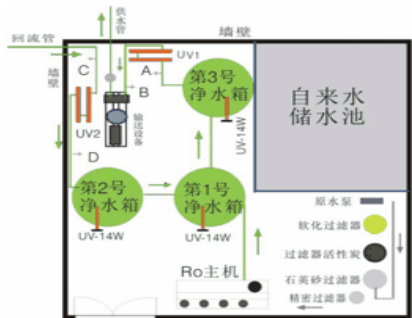 供水管
墙壁
回流管
UV1
C
A
墙壁
B
第3号
净水箱
自来水
储水池
UV2
输送设备
UV-14W
D
第2号
净水箱
第1号
净水箱
原水泵
软化过滤器
UV-14W
UV-14W
过滤器活性炭
Ro主机
石英砂过滤器
精密过滤器